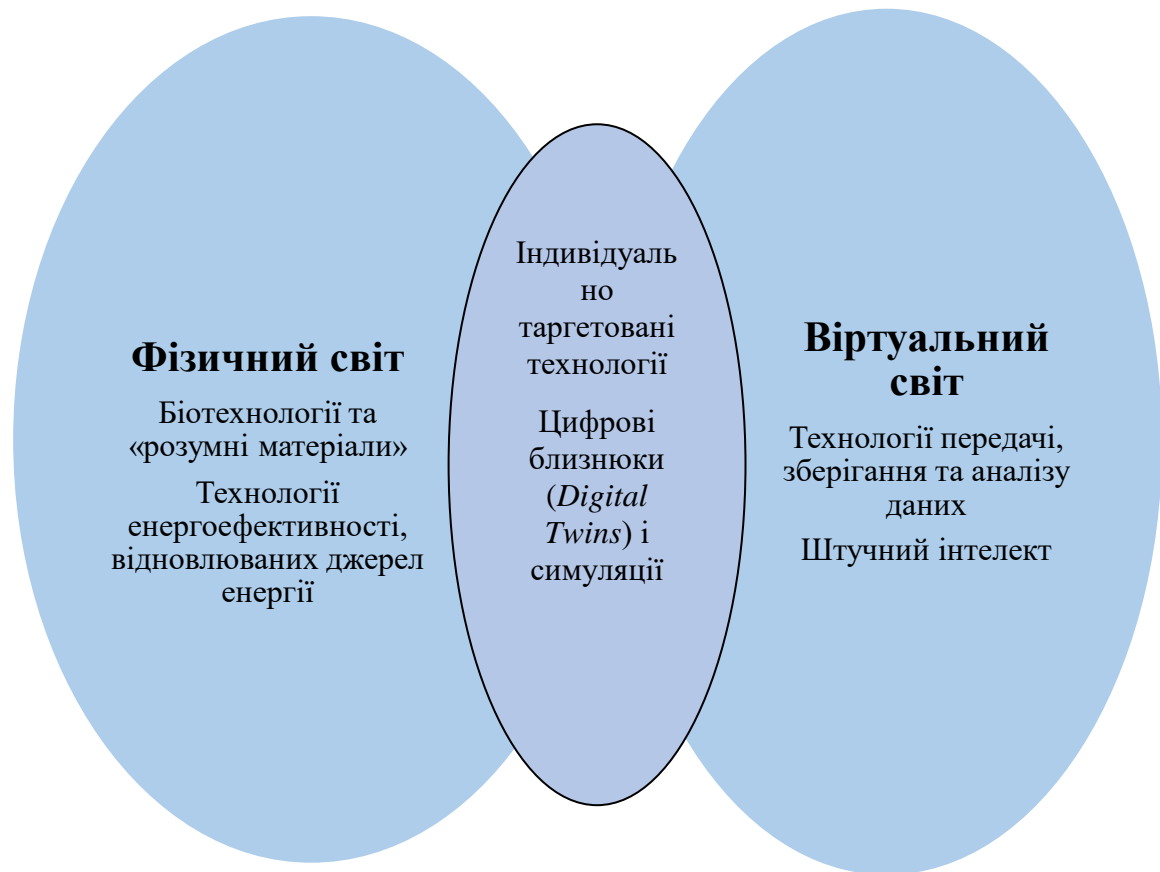 Фізичний світ
Біотехнології та
«розумні матеріали»
Технології
енергоефективності,
відновлюваних джерел
енергії
Індивідуаль
но
таргетовані
технології
Цифрові
близнюки
(Digital
Twins) і
симуляції
Віртуальний
світ
Технології передачі,
зберігання та аналізу
даних
Штучний інтелект